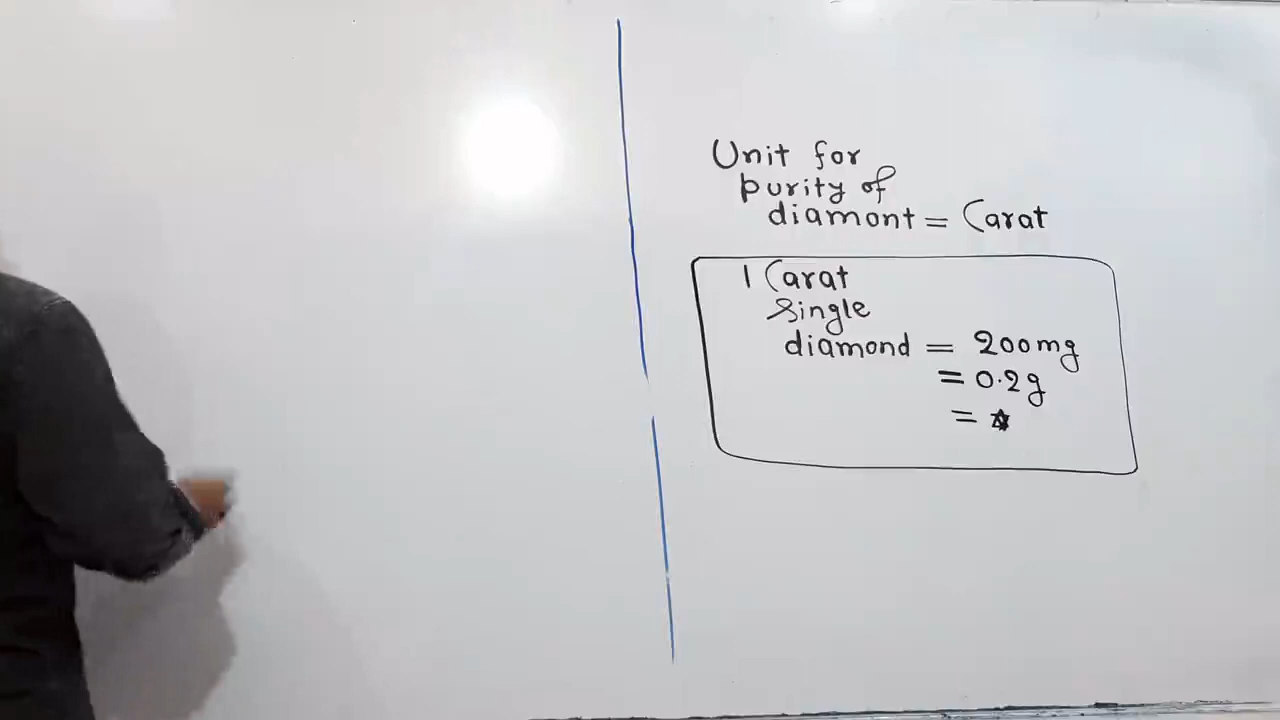 Unit for
purity of
diamont = Carat
1 Carat
single
diamond = 200mg
= 0.2g
=